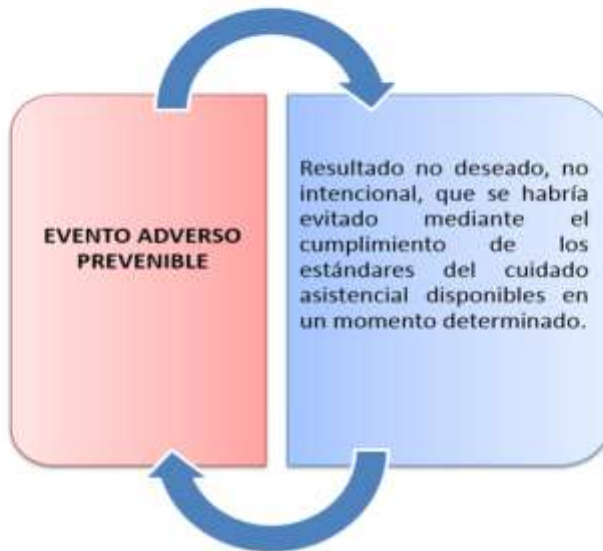 EVENTO ADVERSO
PREVENIBLE
Resultado no deseado, no
intencional, que se habría
evitado mediante el
cumplimiento de los
estándares del cuidado
asistencial disponibles en
un momento determinado.